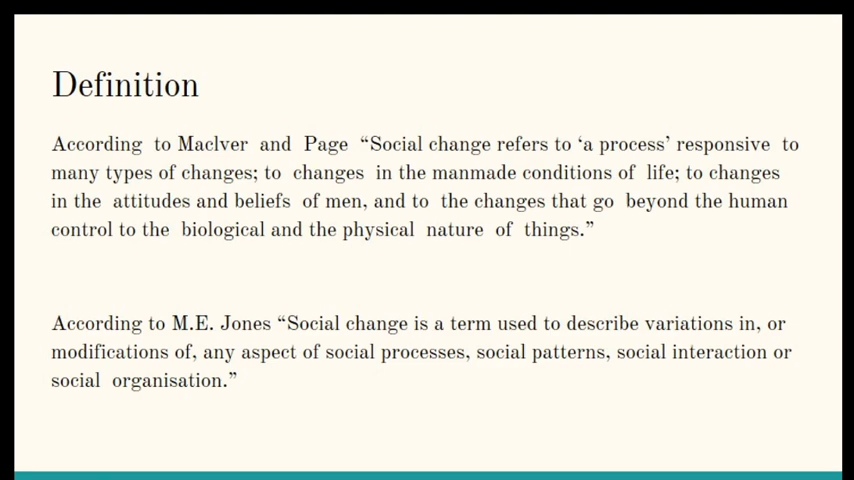 Definition
According to Maclver and Page “Social change refers to ‘a process’ responsive to
many types of changes; to changes in the manmade conditions of life; to changes
in the attitudes and beliefs of men, and to the changes that go beyond the human
control to the biological and the physical nature of things.”
According to M.E. Jones “Social change is a term used to describe variations in, or
modifications of, any aspect of social processes, social patterns, social interaction or
social organisation.”